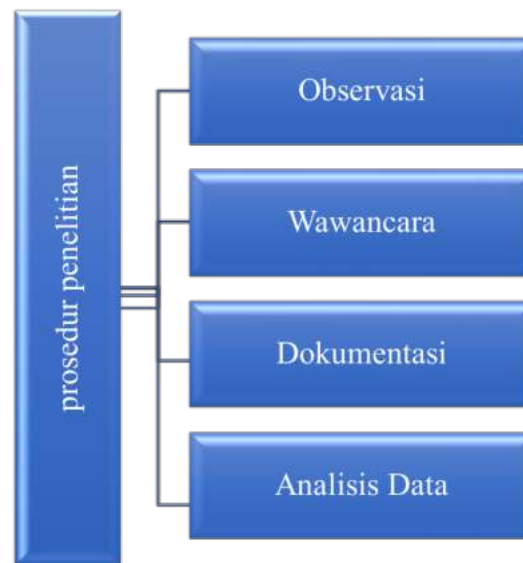 prosedur penelitian
Observasi
Wawancara
Dokumentasi
Analisis Data